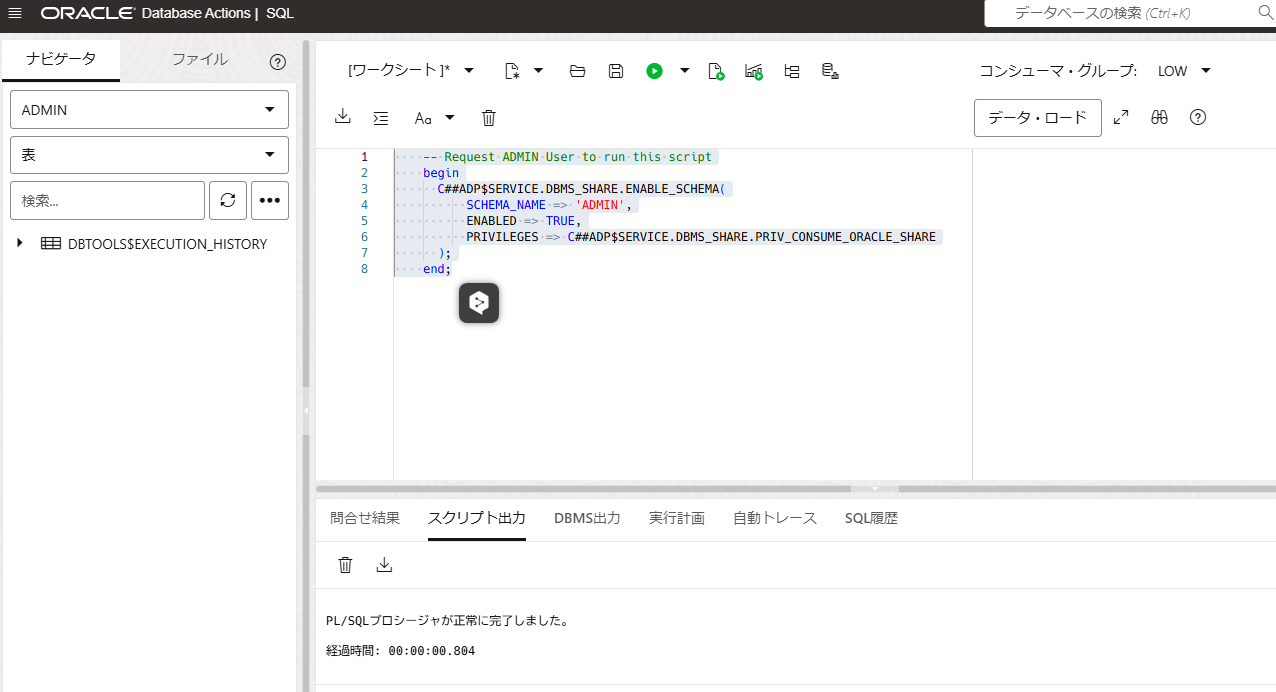 ORACLE Database Actions | SQL
データベースの検索 (Ctrl+K)
ナビゲータ
ファイル
ADMIN
表
検索...
DBTOOLS$EXECUTION_HISTORY
[ワークシート]*
コンシューマ・グループ: LOW
Aa
データ・ロード
1 -- Request ADMIN User to run this script
2 begin
3 C##ADP$SERVICE.DBMS_SHARE.ENABLE_SCHEMA(
4 SCHEMA_NAME => 'ADMIN',
5 ENABLED => TRUE,
6 PRIVILEGES => C##ADP$SERVICE.DBMS_SHARE.PRIV_CONSUME_ORACLE_SHARE
7 );
8 end;
問合せ結果
スクリプト出力
DBMS出力
実行計画
自動トレース
SQL履歴
PL/SQLプロシージャが正常に完了しました。
経過時間: 00:00:00.804